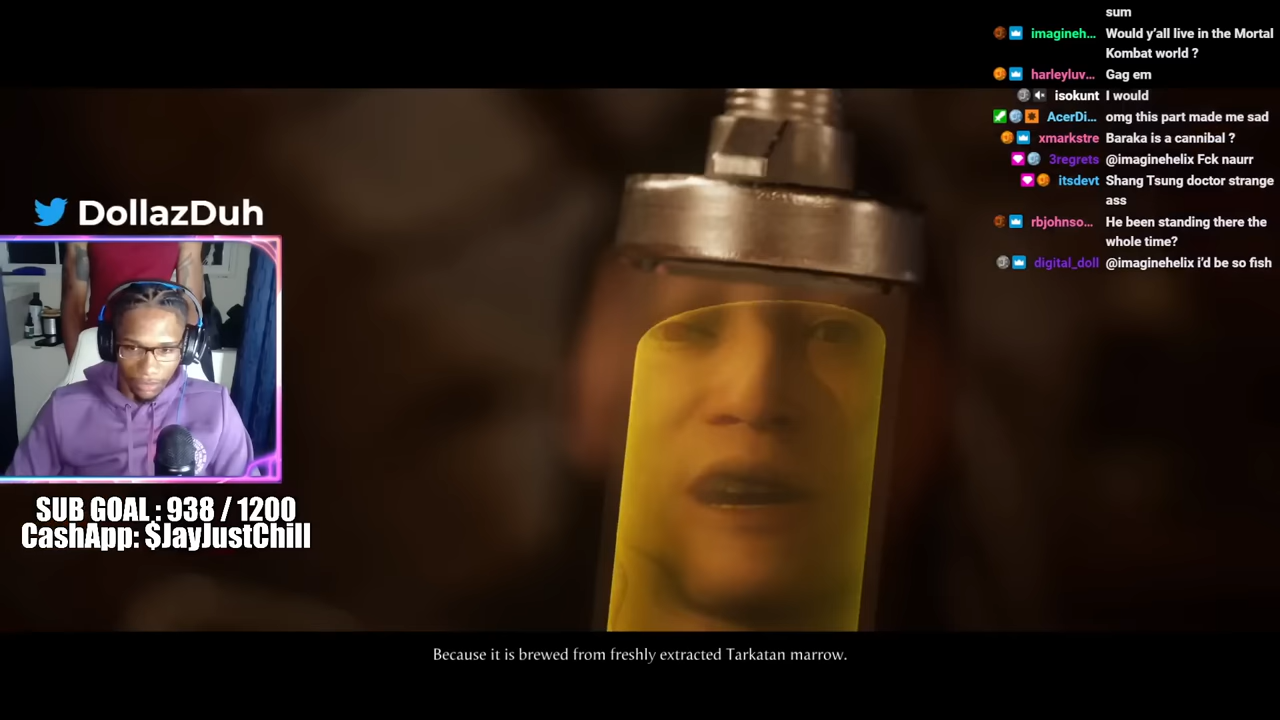 sum
imagineh... Would y'all live in the Mortal
Kombat world ?
harleyluv... Gag em
isokunt I would
AcerDi... omg this part made me sad
xmarkstre Baraka is a cannibal ?
3regrets @imaginehelix Fck naurr
itsdevt Shang Tsung doctor strange
ass
rbjohnso... He been standing there the
whole time?
digital_doll @imaginehelix i'd be so fish
DollazDuh
SUB GOAL : 938 / 1200
CashApp: $JayJustChill
Because it is brewed from freshly extracted Tarkatan marrow.